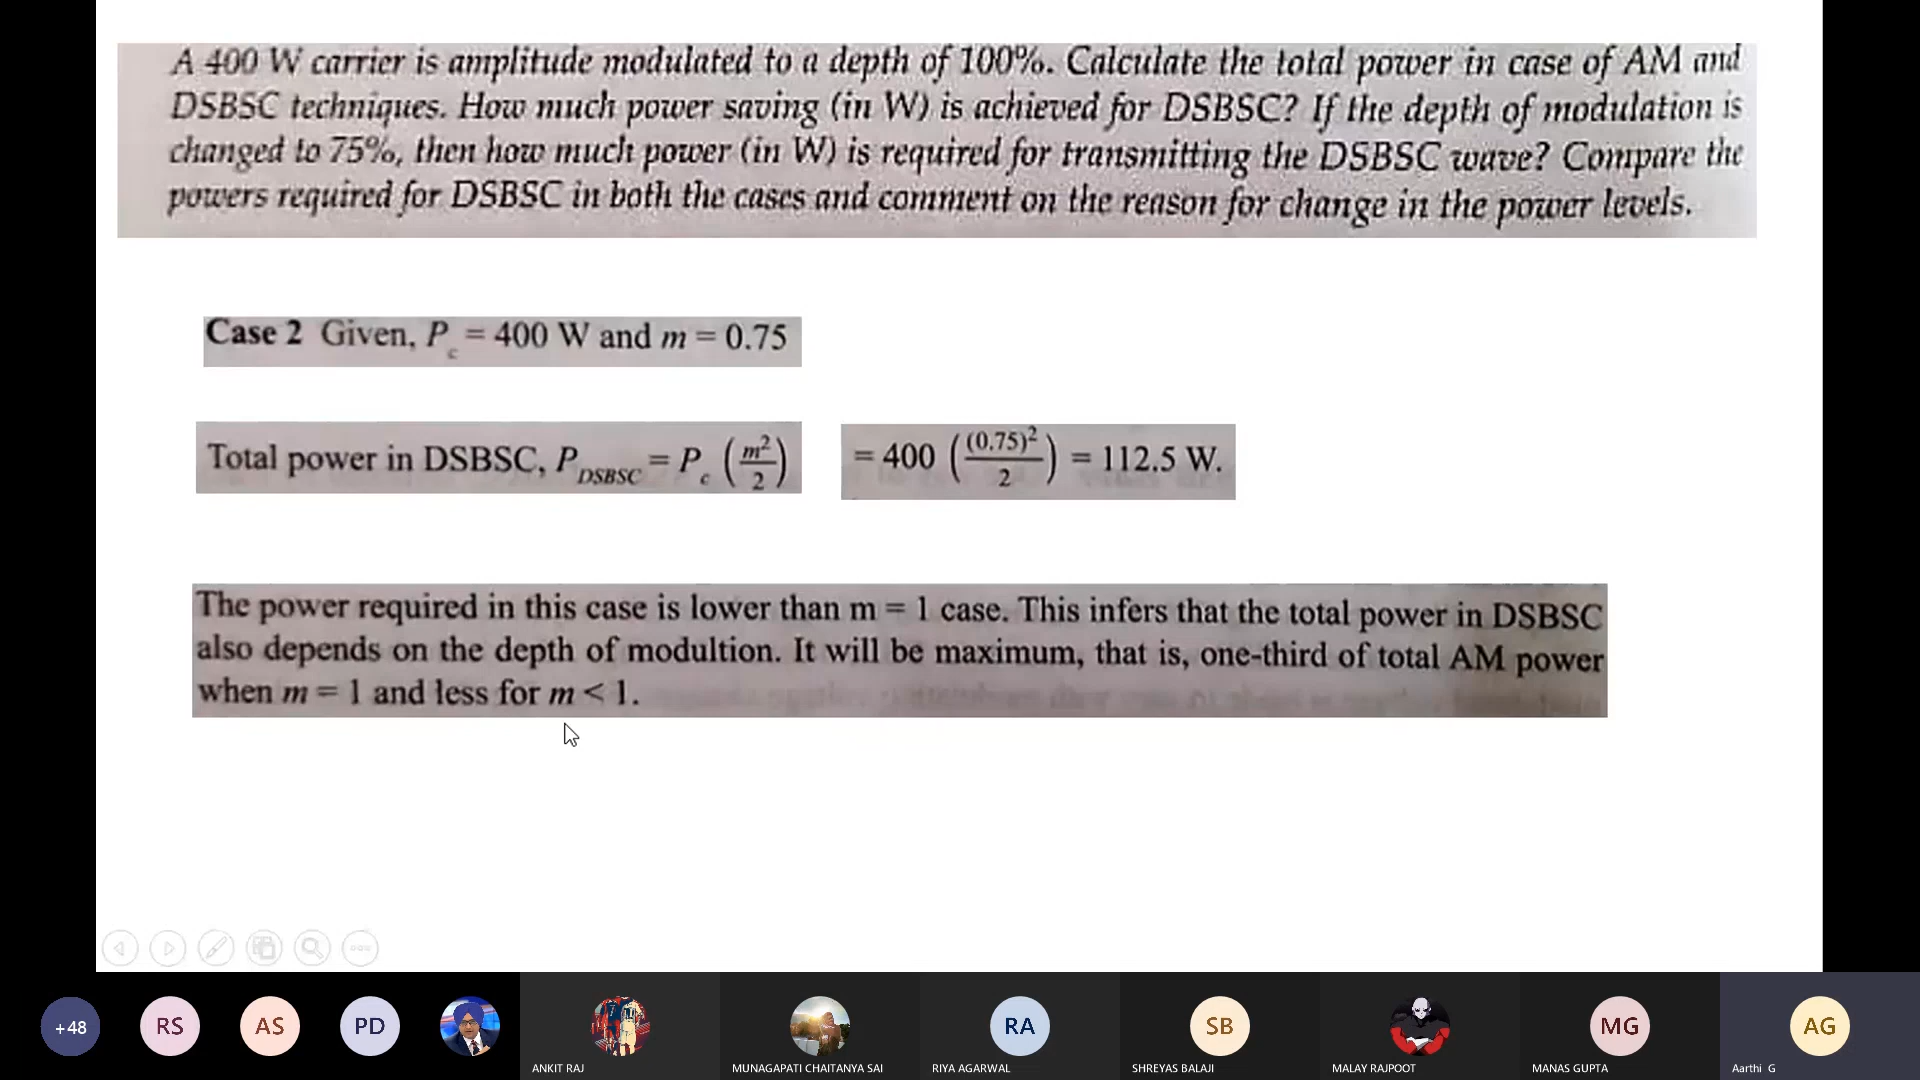 A 400 W carrier is amplitude modulated to a depth of 100%. Calculate the total power in case of AM and
DSBSC techniques. How much power saving (in W) is achieved for DSBSC? If the depth of modulation is
changed to 75%, then how much power (in W) is required for transmitting the DSBSC wave? Compare the
powers required for DSBSC in both the cases and comment on the reason for change in the power levels.
Case 2 Given, P_c = 400 W and m = 0.75
Total power in DSBSC, P_DSBSC = P_c (m²/2) = 400 ((0.75)²/2) = 112.5 W.
The power required in this case is lower than m = 1 case. This infers that the total power in DSBSC
also depends on the depth of modultion. It will be maximum, that is, one-third of total AM power
when m = 1 and less for m < 1.
+48
RS
AS
PD
RA
SB
MG
AG
ANKIT RAJ
MUNAGAPATI CHAITANYA SAI
RIYA AGARWAL
SHREYAS BALAJI
MALAY RAJPOOT
MANAS GUPTA
Aarthi G